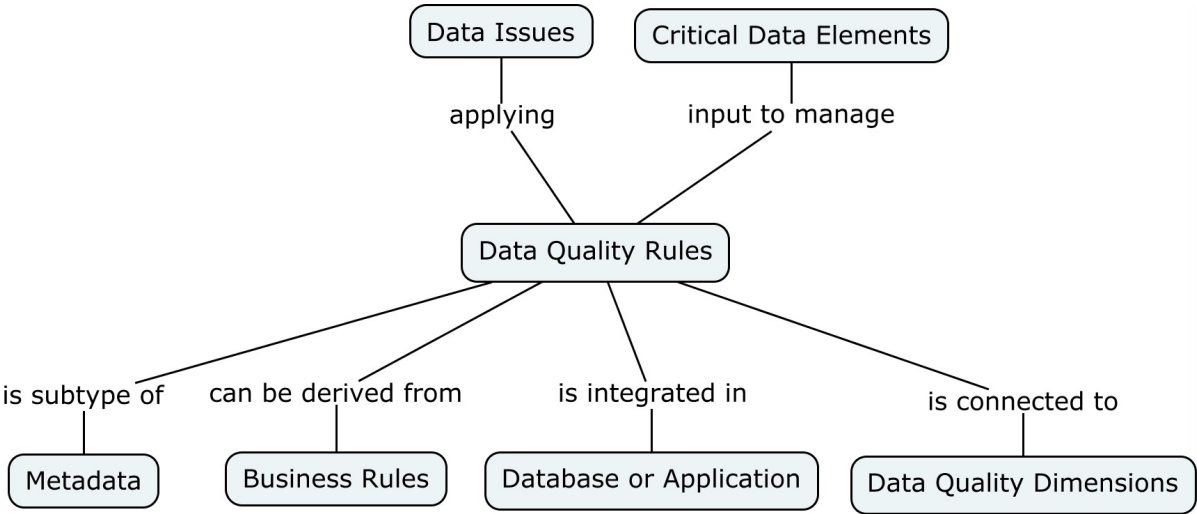 Data Issues
Critical Data Elements
applying
input to manage
Data Quality Rules
is subtype of
can be derived from
is integrated in
is connected to
Metadata
Business Rules
Database or Application
Data Quality Dimensions